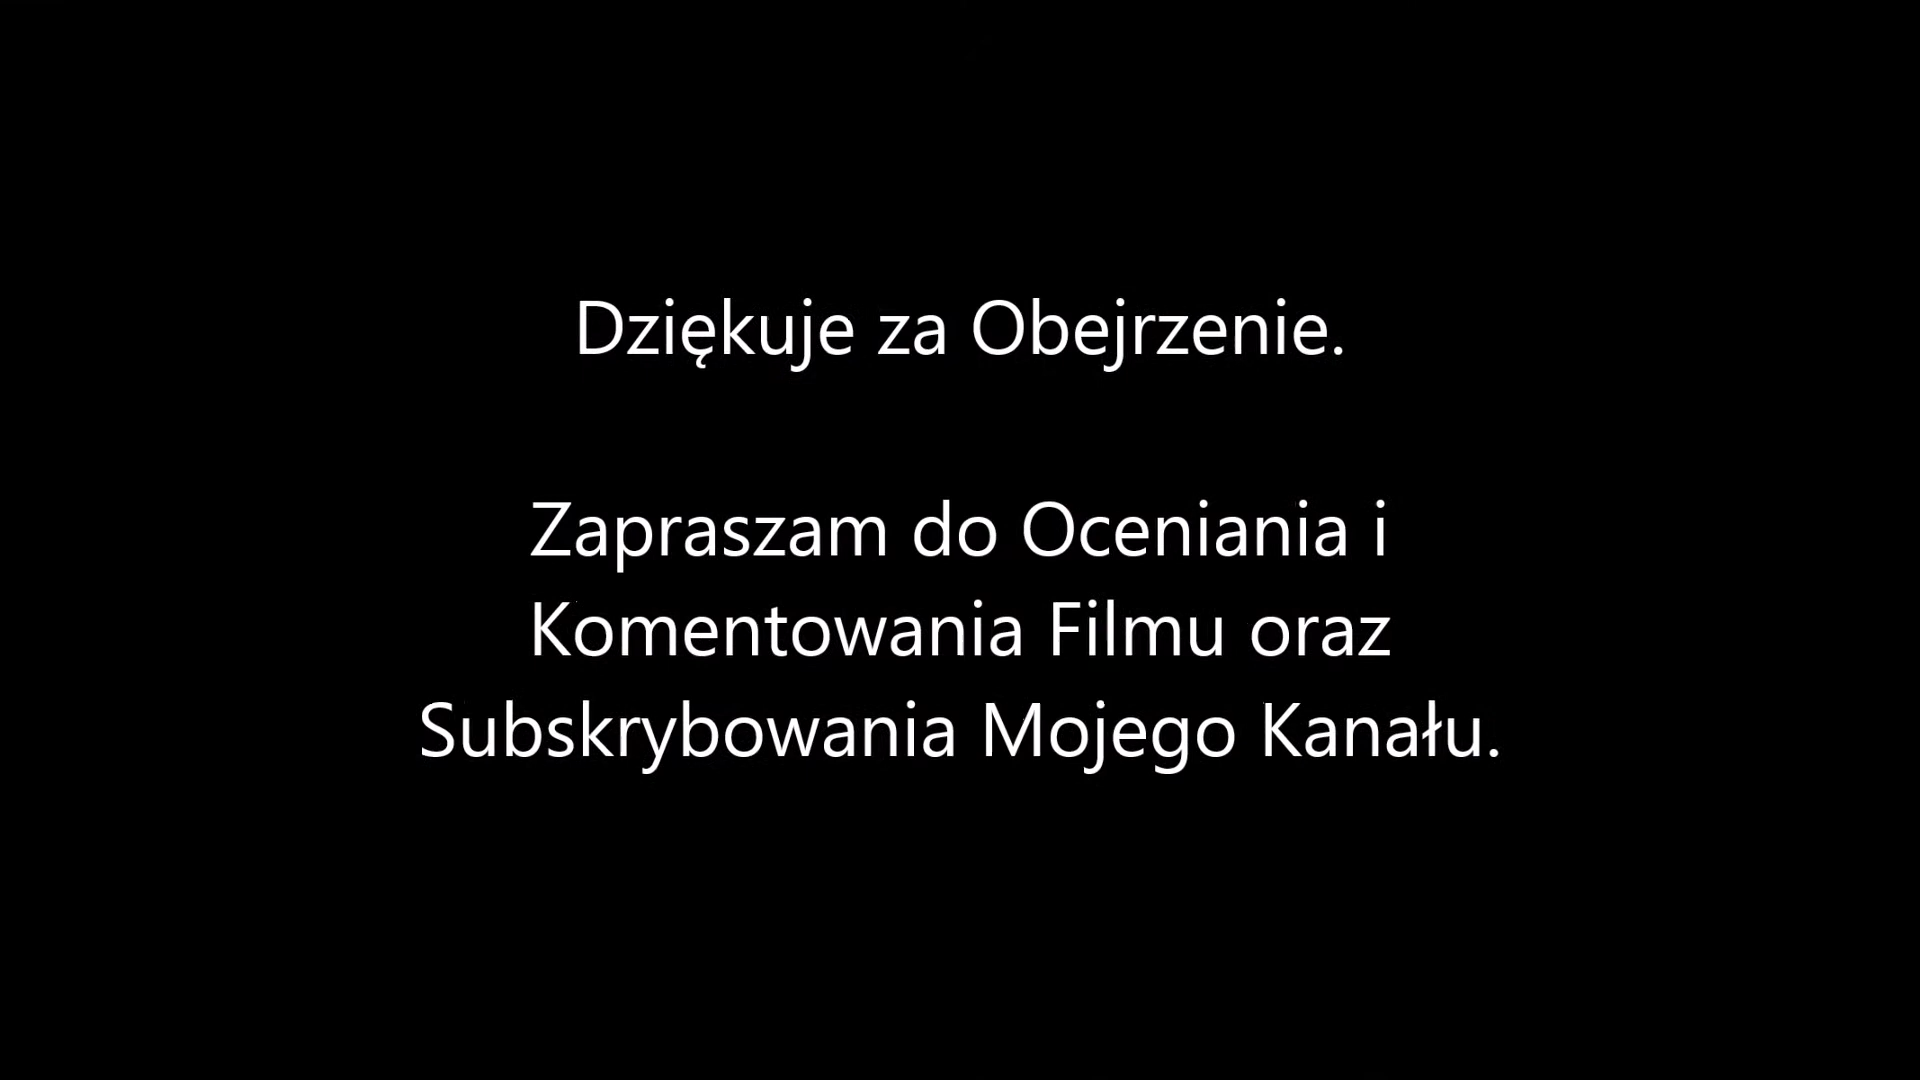 Dziękuje za Obejrzenie.
Zapraszam do Oceniania i
Komentowania Filmu oraz
Subskrybowania Mojego Kanału.